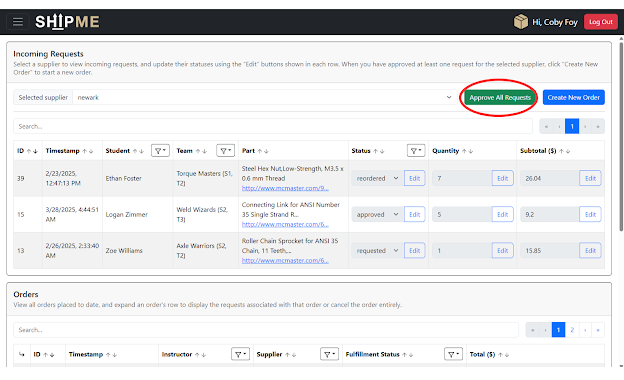 SHIPME
Hi, Coby Foy
Log Out
Incoming Requests
Select a supplier to view incoming requests, and update their statuses using the "Edit" buttons shown in each row. When you have approved at least one request for the selected supplier, click "Create New
Order" to start a new order.
Selected supplier newark
Approve All Requests
Create New Order
Search...
« ‹ 1 › »
ID ↑↓ Timestamp ↑↓ Student ↑↓ Team ↑↓ Part ↑↓ Status ↑↓ Quantity ↑↓ Subtotal ($) ↑↓
39 2/23/2025, 12:47:13 PM Ethan Foster Torque Masters (S1, T2) Steel Hex Nut,Low-Strength, M3.5 x 0.6 mm Thread http://www.mcmaster.com/9... reordered Edit 7 Edit 26.04 Edit
15 3/28/2025, 4:44:51 AM Logan Zimmer Weld Wizards (S2, T3) Connecting Link for ANSI Number 35 Single Strand R... http://www.mcmaster.com/6... approved Edit 5 Edit 9.2 Edit
13 2/26/2025, 2:33:40 AM Zoe Williams Axle Warriors (S2, T2) Roller Chain Sprocket for ANSI 35 Chain, 11 Teeth,... http://www.mcmaster.com/6... requested Edit 1 Edit 15.85 Edit
Orders
View all orders placed to date, and expand an order's row to display the requests associated with that order or cancel the order entirely.
Search...
« ‹ 1 2 › »
↳ ID ↑↓ Timestamp ↑↓ Instructor ↑↓ Supplier ↑↓ Fulfillment Status ↑↓ Total ($) ↑↓